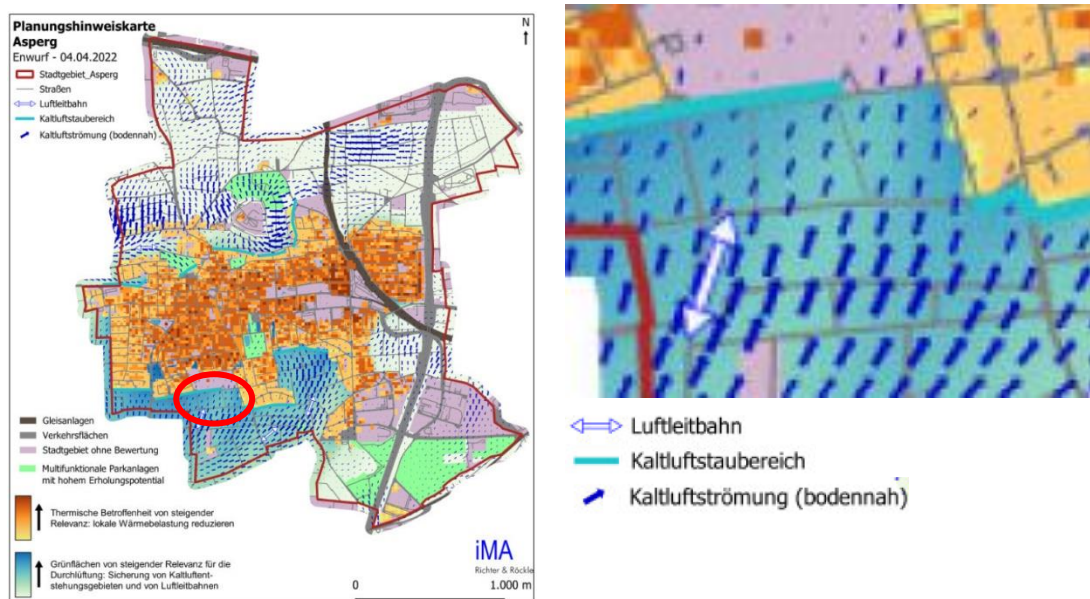 Planungshinweiskarte
Asperg
Enwurf - 04.04.2022
N
Stadtgebiet_Asperg
Straßen
Luftleitbahn
Kaltluftstaubereich
Kaltluftströmung (bodennah)
Gleisanlagen
Verkehrsflächen
Stadtgebiet ohne Bewertung
Multifunktionale Parkanlagen
mit hohem Erholungspotential
Thermische Betroffenheit von steigender
Relevanz: lokale Wärmebelastung reduzieren
Grünflächen von steigender Relevanz für die
Durchlüftung: Sicherung von Kaltluftent-
stehungsgebieten und von Luftleitbahnen
iMA
Richter & Röckle
0 1.000 m
Luftleitbahn
Kaltluftstaubereich
Kaltluftströmung (bodennah)